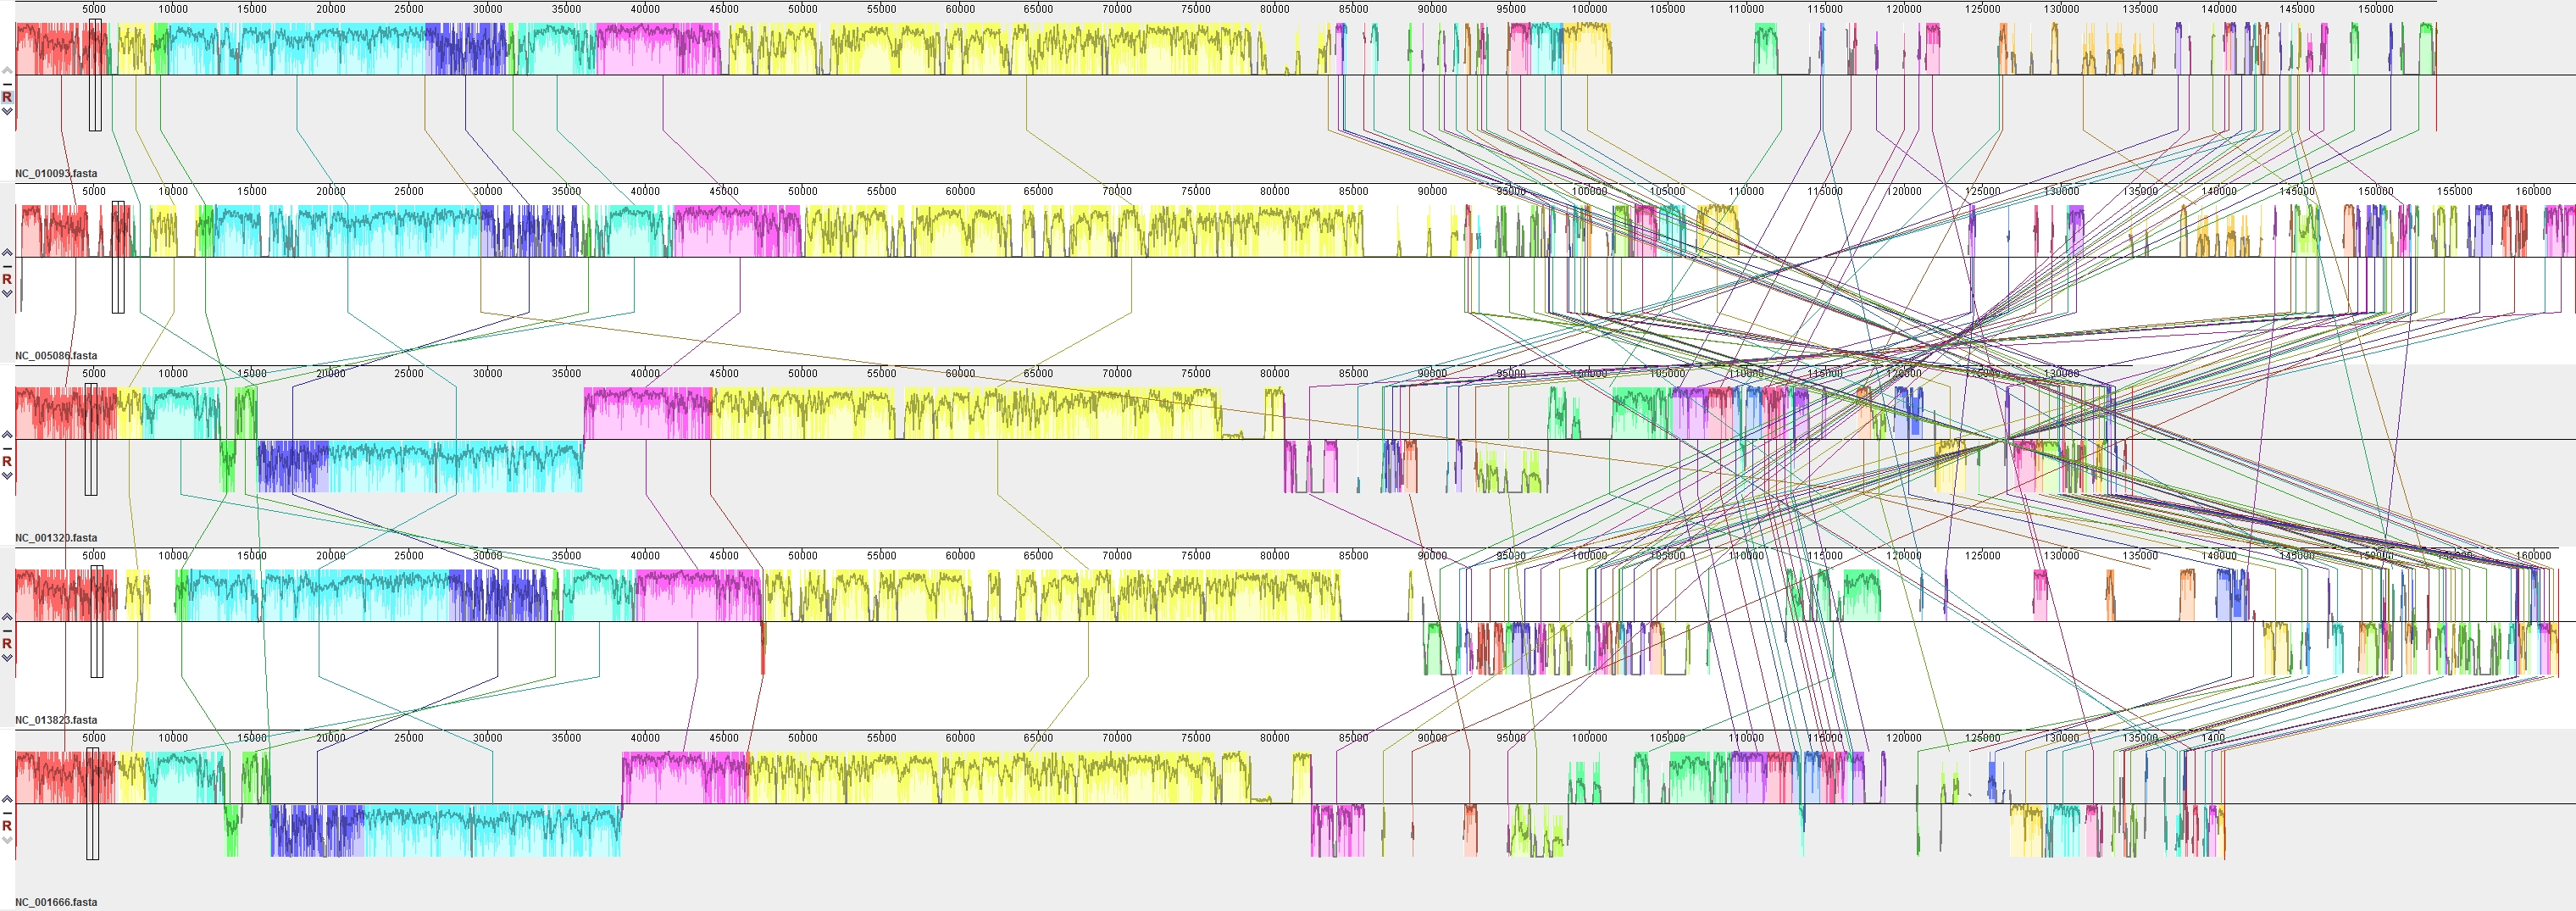 5000 10000 15000 20000 25000 30000 35000 40000 45000 50000 55000 60000 65000 70000 75000 80000 85000 90000 95000 100000 105000 110000 115000 120000 125000 130000 135000 140000 145000 150000
R
NC_010093.fasta
5000 10000 15000 20000 25000 30000 35000 40000 45000 50000 55000 60000 65000 70000 75000 80000 85000 90000 95000 100000 105000 110000 115000 120000 125000 130000 135000 140000 145000 150000 155000 160000
R
NC_005086.fasta
5000 10000 15000 20000 25000 30000 35000 40000 45000 50000 55000 60000 65000 70000 75000 80000 85000 90000 95000 100000 105000 110000 115000 120000 125000 130000
R
NC_001320.fasta
5000 10000 15000 20000 25000 30000 35000 40000 45000 50000 55000 60000 65000 70000 75000 80000 85000 90000 95000 100000 105000 110000 115000 120000 125000 130000 135000 140000 145000 150000 155000 160000
R
NC_013823.fasta
5000 10000 15000 20000 25000 30000 35000 40000 45000 50000 55000 60000 65000 70000 75000 80000 85000 90000 95000 100000 105000 110000 115000 120000 125000 130000 135000 1400
R
NC_001666.fasta